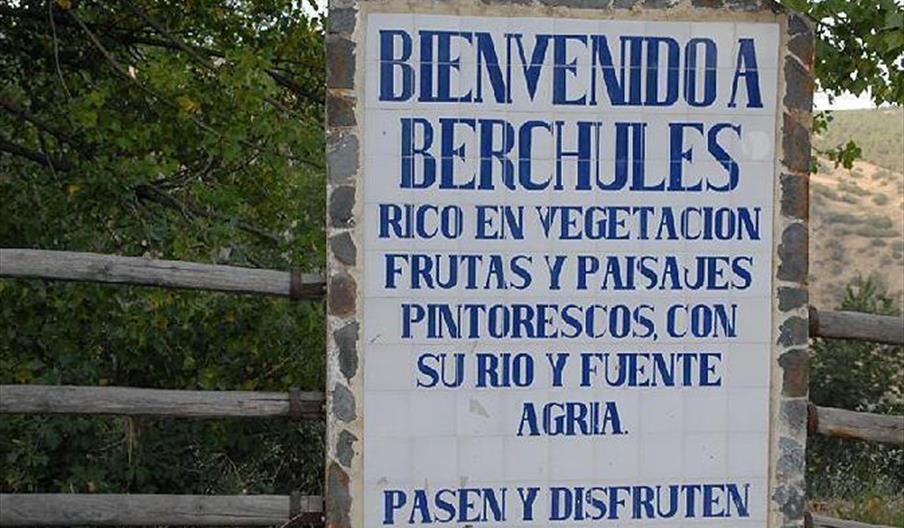 BIENVENIDO A
BERCHULES
RICO EN VEGETACION
FRUTAS Y PAISAJES
PINTORESCOS, CON
SU RIO Y FUENTE
AGRIA.
PASEN Y DISFRUTEN